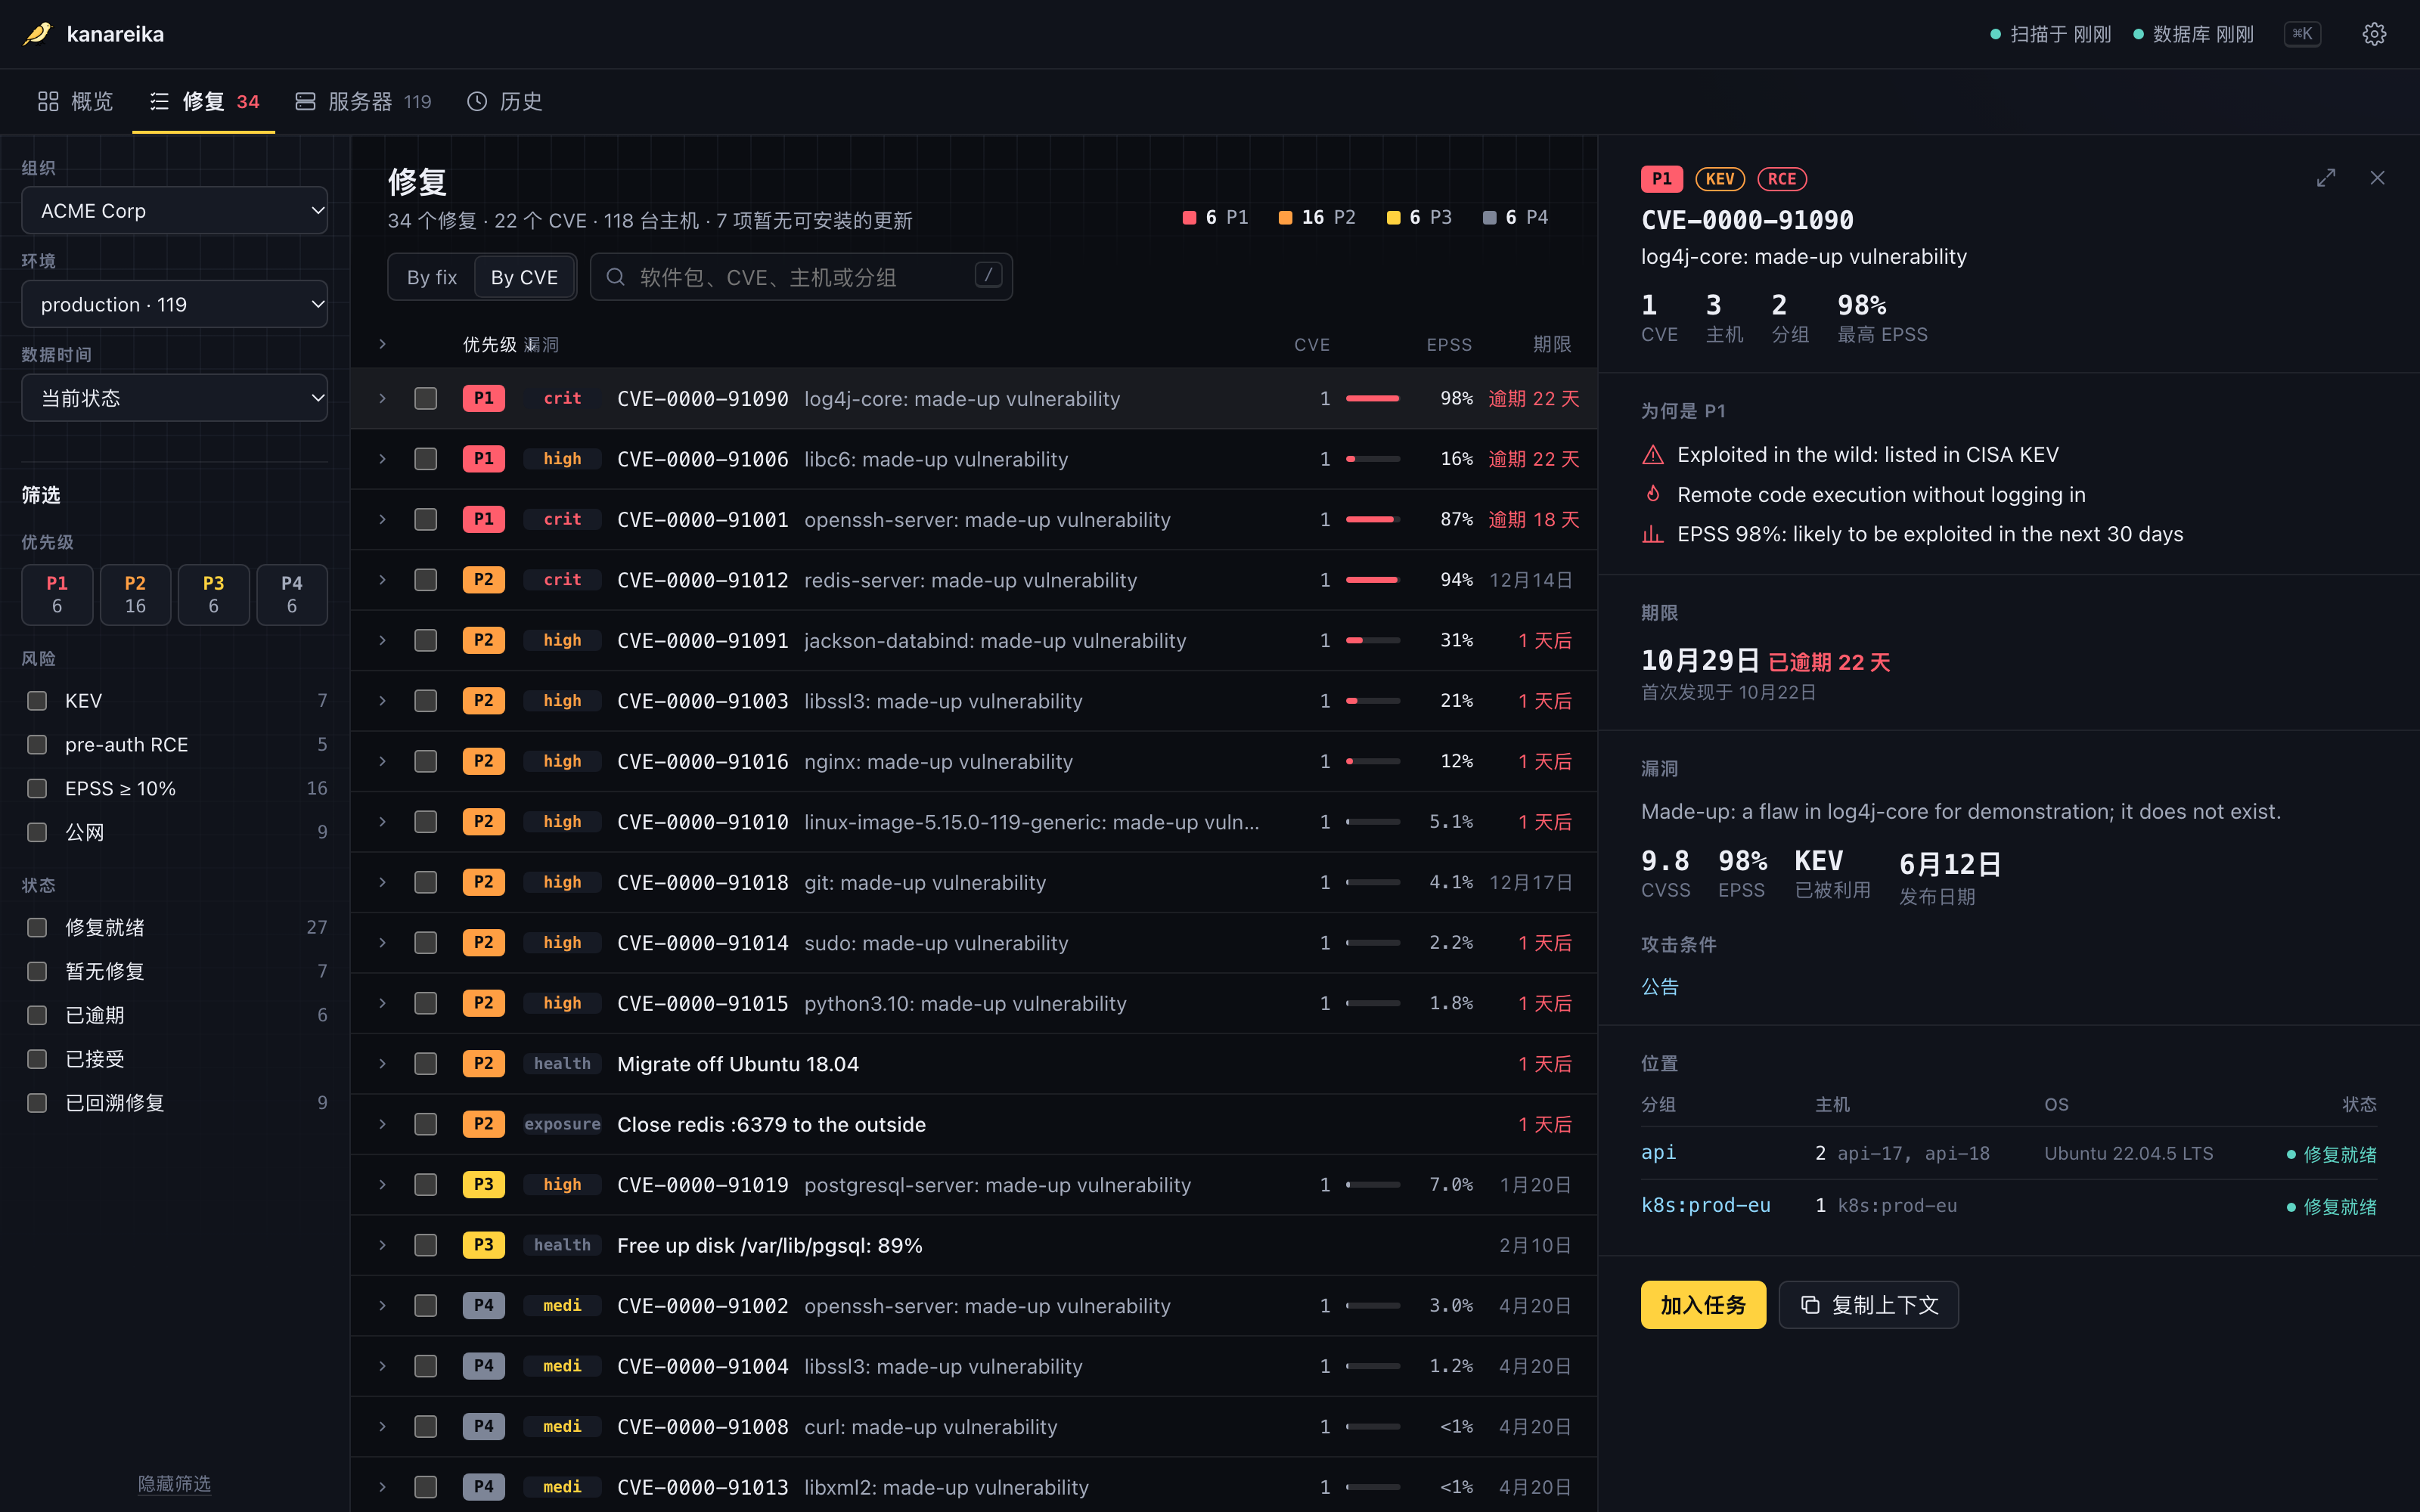 kanareika
扫描于 刚刚 数据库 刚刚 ⌘K
概览 修复 34 服务器 119 历史
组织
ACME Corp
环境
production · 119
数据时间
当前状态
筛选
优先级
P1 P2 P3 P4
6 16 6 6
风险
KEV 7
pre-auth RCE 5
EPSS ≥ 10% 16
公网 9
状态
修复就绪 27
暂无修复 7
已逾期 6
已接受
已回溯修复 9
隐藏筛选
修复
34 个修复 · 22 个 CVE · 118 台主机 · 7 项暂无可安装的更新
6 P1 16 P2 6 P3 6 P4
By fix By CVE 软件包、CVE、主机或分组 /
优先级 ↓ 漏洞 CVE EPSS 期限
P1 crit CVE-0000-91090 log4j-core: made-up vulnerability 1 98% 逾期 22 天
P1 high CVE-0000-91006 libc6: made-up vulnerability 1 16% 逾期 22 天
P1 crit CVE-0000-91001 openssh-server: made-up vulnerability 1 87% 逾期 18 天
P2 crit CVE-0000-91012 redis-server: made-up vulnerability 1 94% 12月14日
P2 high CVE-0000-91091 jackson-databind: made-up vulnerability 1 31% 1 天后
P2 high CVE-0000-91003 libssl3: made-up vulnerability 1 21% 1 天后
P2 high CVE-0000-91016 nginx: made-up vulnerability 1 12% 1 天后
P2 high CVE-0000-91010 linux-image-5.15.0-119-generic: made-up vuln... 1 5.1% 1 天后
P2 high CVE-0000-91018 git: made-up vulnerability 1 4.1% 12月17日
P2 high CVE-0000-91014 sudo: made-up vulnerability 1 2.2% 1 天后
P2 high CVE-0000-91015 python3.10: made-up vulnerability 1 1.8% 1 天后
P2 health Migrate off Ubuntu 18.04 1 天后
P2 exposure Close redis :6379 to the outside 1 天后
P3 high CVE-0000-91019 postgresql-server: made-up vulnerability 1 7.0% 1月20日
P3 health Free up disk /var/lib/pgsql: 89% 2月10日
P4 medi CVE-0000-91002 openssh-server: made-up vulnerability 1 3.0% 4月20日
P4 medi CVE-0000-91004 libssl3: made-up vulnerability 1 1.2% 4月20日
P4 medi CVE-0000-91008 curl: made-up vulnerability 1 <1% 4月20日
P4 medi CVE-0000-91013 libxml2: made-up vulnerability 1 <1% 4月20日
P1 KEV RCE
CVE-0000-91090
log4j-core: made-up vulnerability
1 3 2 98%
CVE 主机 分组 最高 EPSS
为何是 P1
Exploited in the wild: listed in CISA KEV
Remote code execution without logging in
EPSS 98%: likely to be exploited in the next 30 days
期限
10月29日 已逾期 22 天
首次发现于 10月22日
漏洞
Made-up: a flaw in log4j-core for demonstration; it does not exist.
9.8 98% KEV 6月12日
CVSS EPSS 已被利用 发布日期
攻击条件
公告
位置
分组 主机 OS 状态
api 2 api-17, api-18 Ubuntu 22.04.5 LTS 修复就绪
k8s:prod-eu 1 k8s:prod-eu 修复就绪
加入任务 复制上下文